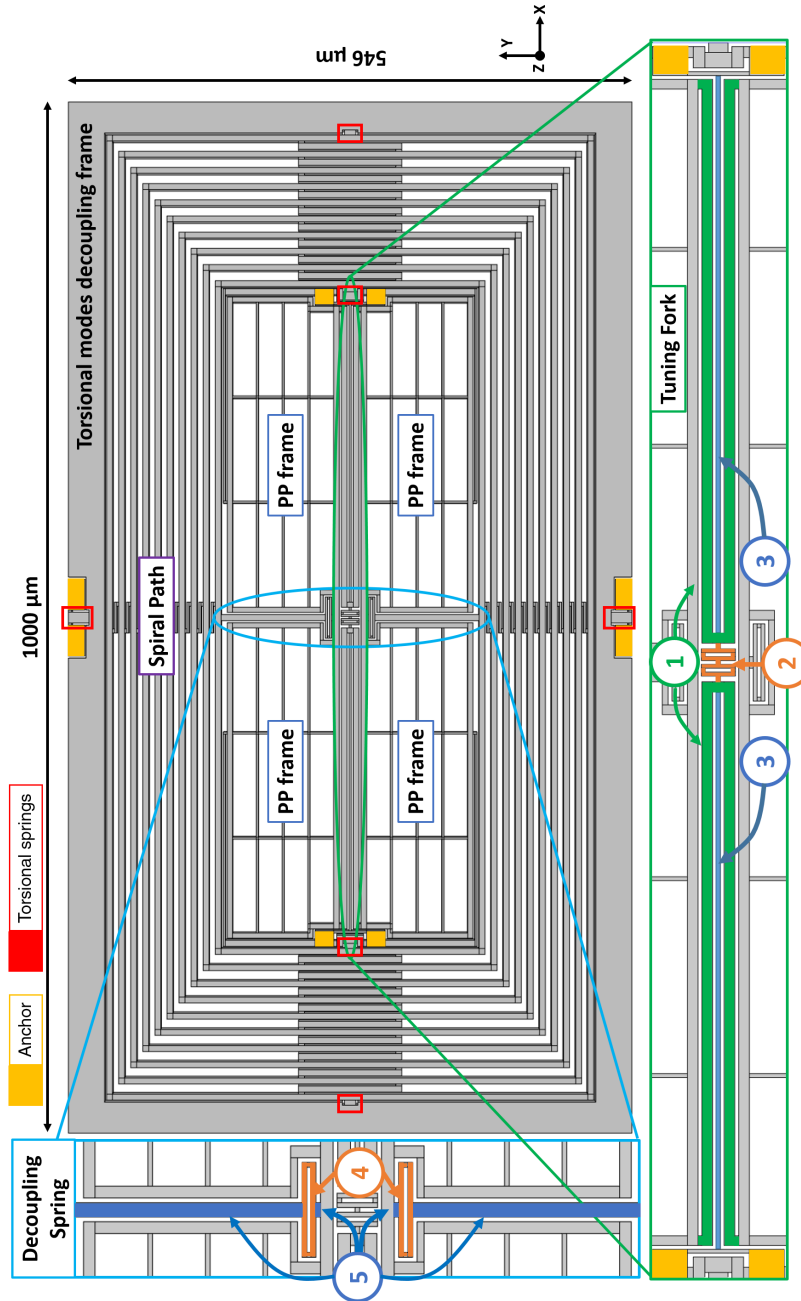 Anchor
Torsional springs
1000 µm
546 µm
Y
X
Z
Torsional modes decoupling frame
Spiral Path
PP frame
PP frame
PP frame
PP frame
Decoupling
Spring
4
5
Tuning Fork
1
2
3
3